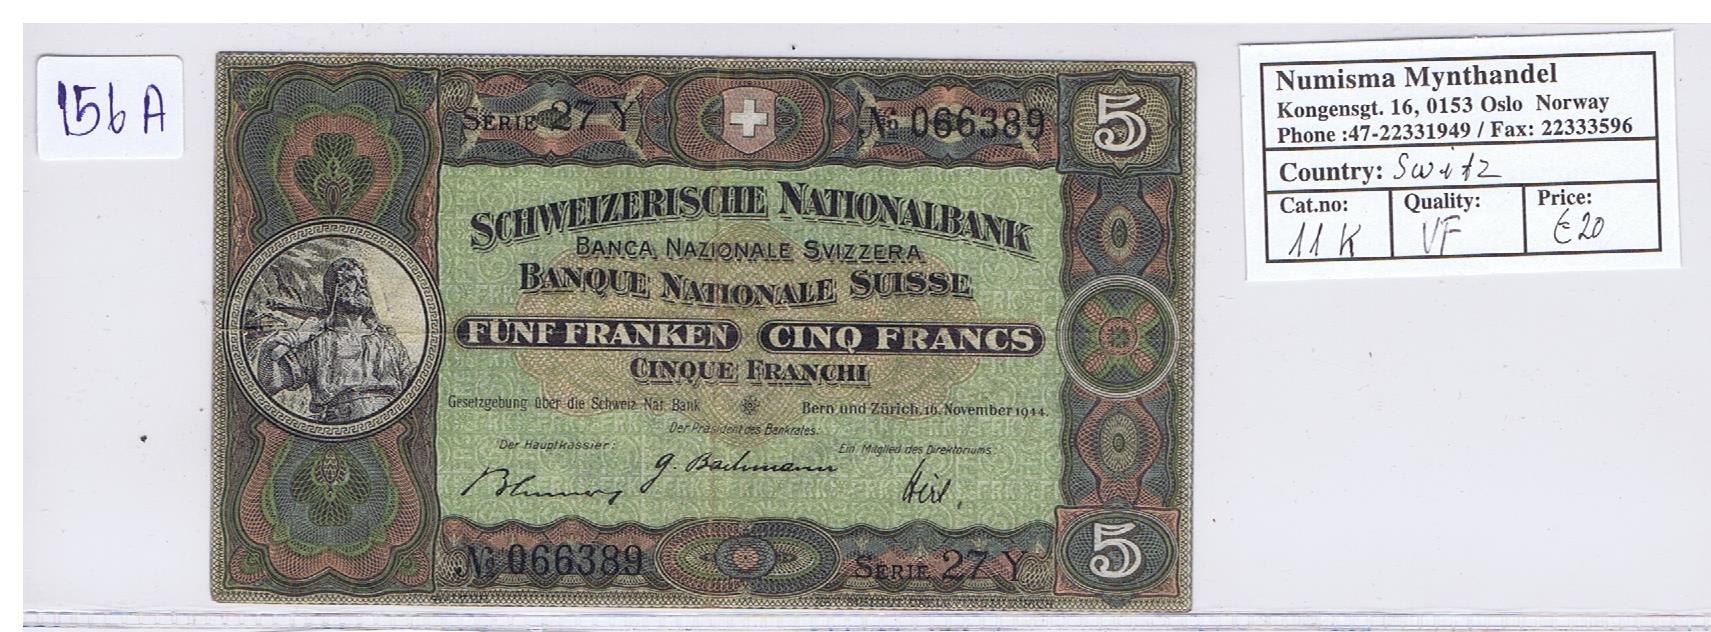 156A
SERIE 27 Y
№ 066389
5
SCHWEIZERISCHE NATIONALBANK
BANCA NAZIONALE SVIZZERA
BANQUE NATIONALE SUISSE
FÜNF FRANKEN CINQ FRANCS
CINQUE FRANCHI
Gesetzgebung über die Schweiz Nat Bank
Bern und Zürich, 16. November 1944.
Der Präsident des Bankrates:
Der Hauptkassier:
Ein Mitglied des Direktoriums:
G. Bachmann
Hirs.
№ 066389
SERIE 27 Y
5
Numisma Mynthandel
Kongensgt. 16, 0153 Oslo Norway
Phone :47-22331949 / Fax: 22333596
Country: Switz
Cat.no: Quality: Price:
11 K VF €20